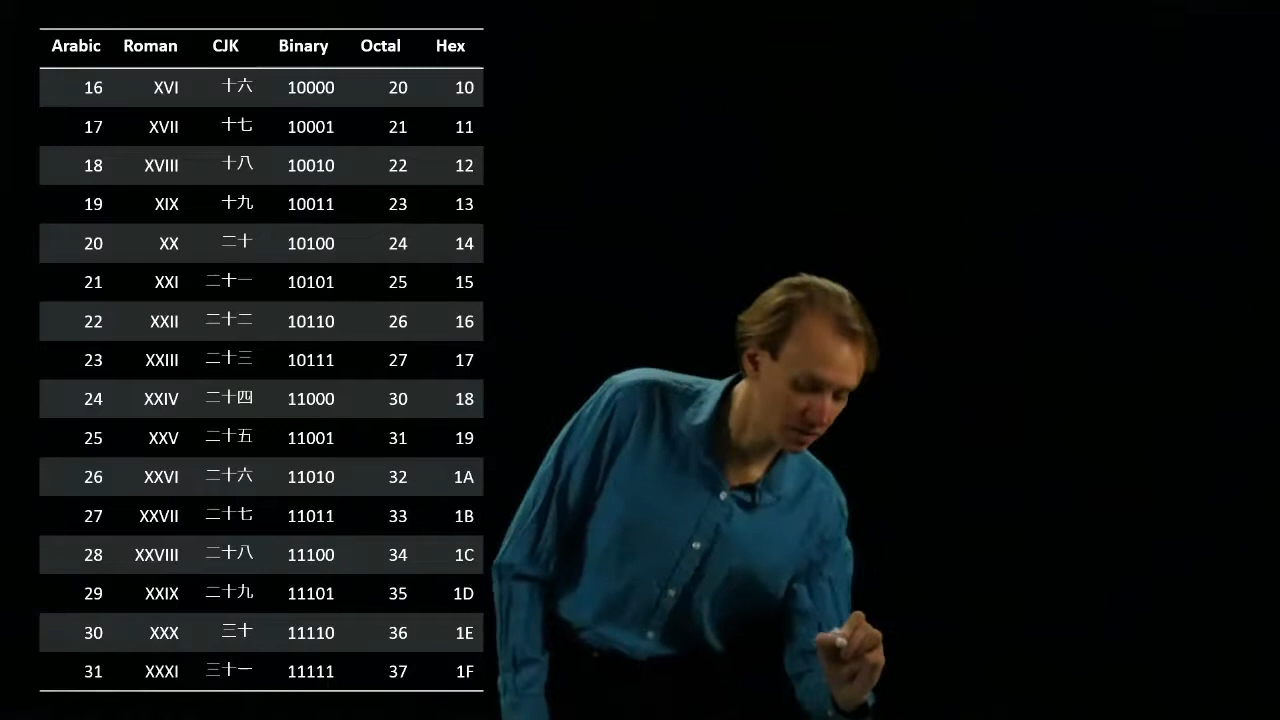 Arabic Roman CJK Binary Octal Hex
16 XVI 十六 10000 20 10
17 XVII 十七 10001 21 11
18 XVIII 十八 10010 22 12
19 XIX 十九 10011 23 13
20 XX 二十 10100 24 14
21 XXI 二十一 10101 25 15
22 XXII 二十二 10110 26 16
23 XXIII 二十三 10111 27 17
24 XXIV 二十四 11000 30 18
25 XXV 二十五 11001 31 19
26 XXVI 二十六 11010 32 1A
27 XXVII 二十七 11011 33 1B
28 XXVIII 二十八 11100 34 1C
29 XXIX 二十九 11101 35 1D
30 XXX 三十 11110 36 1E
31 XXXI 三十一 11111 37 1F